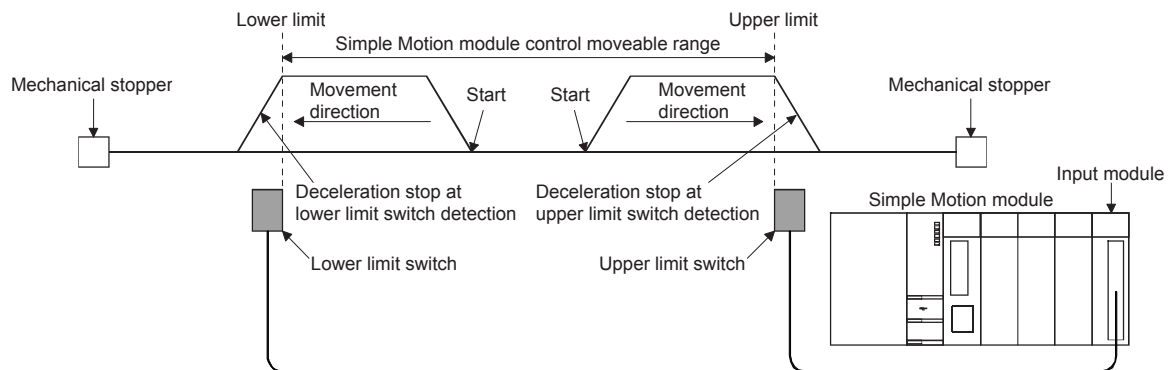 Lower limit
Upper limit
Simple Motion module control moveable range
Mechanical stopper
Movement
direction
Start
Start
Movement
direction
Mechanical stopper
Deceleration stop at
lower limit switch detection
Deceleration stop at
upper limit switch detection
Input module
Simple Motion module
Lower limit switch
Upper limit switch